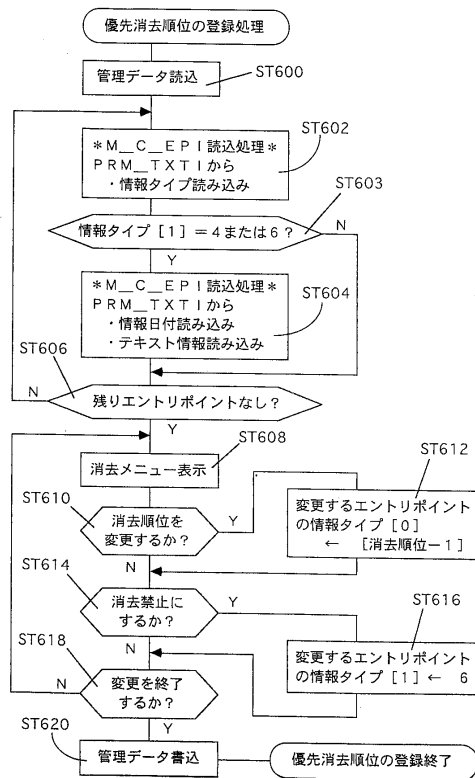 優先消去順位の登録処理
管理データ読込
ST600
＊M＿C＿EPI読込処理＊
PRM＿TXTIから
・情報タイプ読み込み
ST602
ST603
情報タイプ［1］＝4または6？
N
Y
＊M＿C＿EPI読込処理＊
PRM＿TXTIから
・情報日付読み込み
・テキスト情報読み込み
ST604
ST606
N
残りエントリポイントなし？
Y
ST608
消去メニュー表示
ST610
消去順位を
変更するか？
Y
N
ST612
変更するエントリポイント
の情報タイプ［0］
← ［消去順位－1］
ST614
消去禁止に
するか？
Y
N
ST616
変更するエントリポイント
の情報タイプ［1］← 6
ST618
N
変更を終了
するか？
Y
ST620
管理データ書込
優先消去順位の登録終了